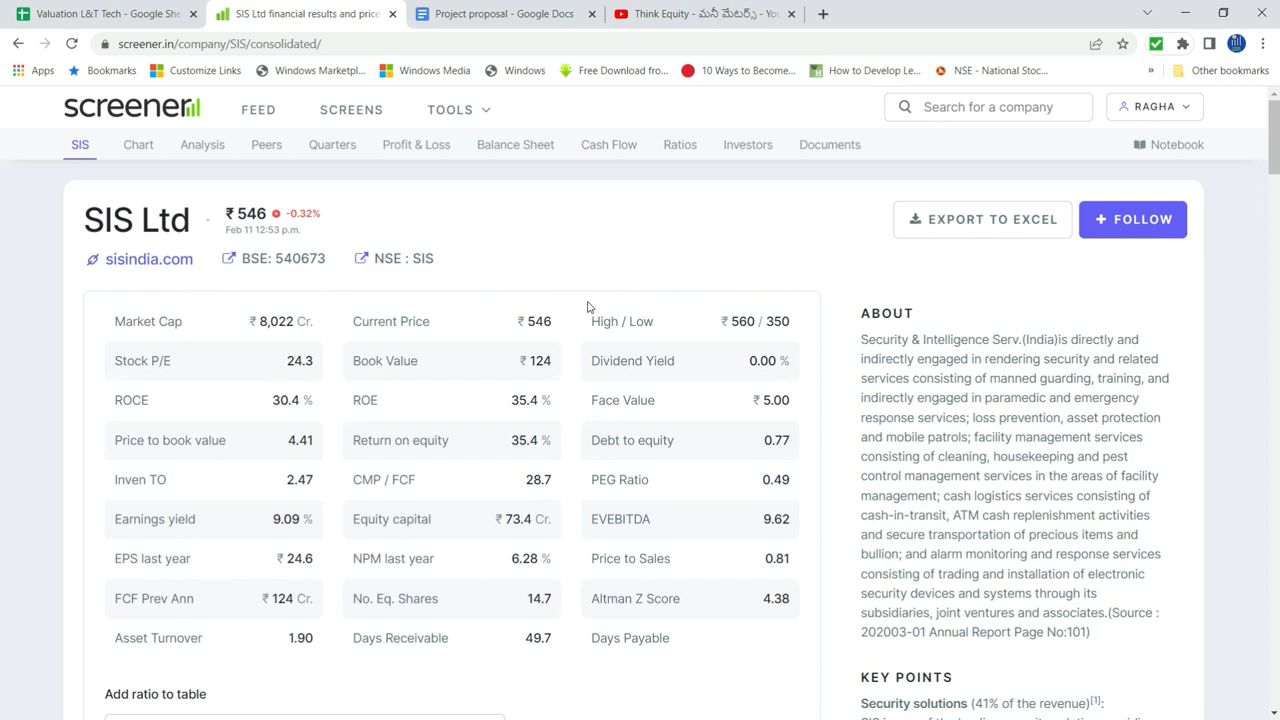 Valuation L&T Tech - Google She
SIS Ltd financial results and price
Project proposal - Google Docs
Think Equity - మనీ మేటర్స్ - You
screener.in/company/SIS/consolidated/
Apps
Bookmarks
Customize Links
Windows Marketpl...
Windows Media
Windows
Free Download fro...
10 Ways to Become...
How to Develop Le...
NSE - National Stoc...
»
Other bookmarks
screener
FEED
SCREENS
TOOLS
Search for a company
RAGHA
SIS
Chart
Analysis
Peers
Quarters
Profit & Loss
Balance Sheet
Cash Flow
Ratios
Investors
Documents
Notebook
SIS Ltd
₹ 546
-0.32%
Feb 11 12:53 p.m.
EXPORT TO EXCEL
FOLLOW
sisindia.com
BSE: 540673
NSE : SIS
Market Cap ₹ 8,022 Cr.
Current Price ₹ 546
High / Low ₹ 560 / 350
Stock P/E 24.3
Book Value ₹ 124
Dividend Yield 0.00 %
ROCE 30.4 %
ROE 35.4 %
Face Value ₹ 5.00
Price to book value 4.41
Return on equity 35.4 %
Debt to equity 0.77
Inven TO 2.47
CMP / FCF 28.7
PEG Ratio 0.49
Earnings yield 9.09 %
Equity capital ₹ 73.4 Cr.
EVEBITDA 9.62
EPS last year ₹ 24.6
NPM last year 6.28 %
Price to Sales 0.81
FCF Prev Ann ₹ 124 Cr.
No. Eq. Shares 14.7
Altman Z Score 4.38
Asset Turnover 1.90
Days Receivable 49.7
Days Payable
Add ratio to table
ABOUT
Security & Intelligence Serv.(India)is directly and
indirectly engaged in rendering security and related
services consisting of manned guarding, training, and
indirectly engaged in paramedic and emergency
response services; loss prevention, asset protection
and mobile patrols; facility management services
consisting of cleaning, housekeeping and pest
control management services in the areas of facility
management; cash logistics services consisting of
cash-in-transit, ATM cash replenishment activities
and secure transportation of precious items and
bullion; and alarm monitoring and response services
consisting of trading and installation of electronic
security devices and systems through its
subsidiaries, joint ventures and associates.(Source :
202003-01 Annual Report Page No:101)
KEY POINTS
Security solutions (41% of the revenue)[1]: